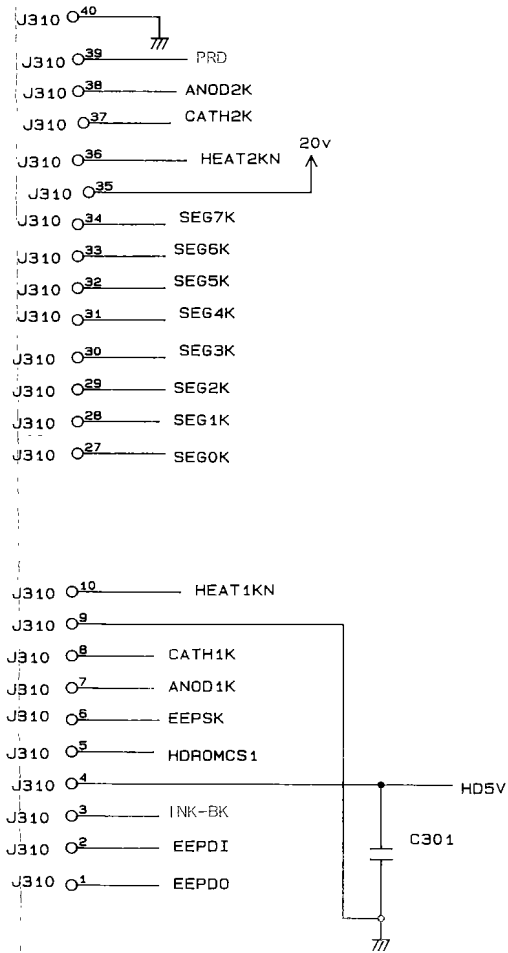 J310 40
J310 39 PRD
J310 38 ANOD2K
J310 37 CATH2K
20v
J310 36 HEAT2KN
J310 35
J310 34 SEG7K
J310 33 SEG6K
J310 32 SEG5K
J310 31 SEG4K
J310 30 SEG3K
J310 29 SEG2K
J310 28 SEG1K
J310 27 SEG0K
J310 10 HEAT1KN
J310 9
J310 8 CATH1K
J310 7 ANOD1K
J310 6 EEPSK
J310 5 HDROMCS1
J310 4 HD5V
J310 3 INK-BK
C301
J310 2 EEPDI
J310 1 EEPDO